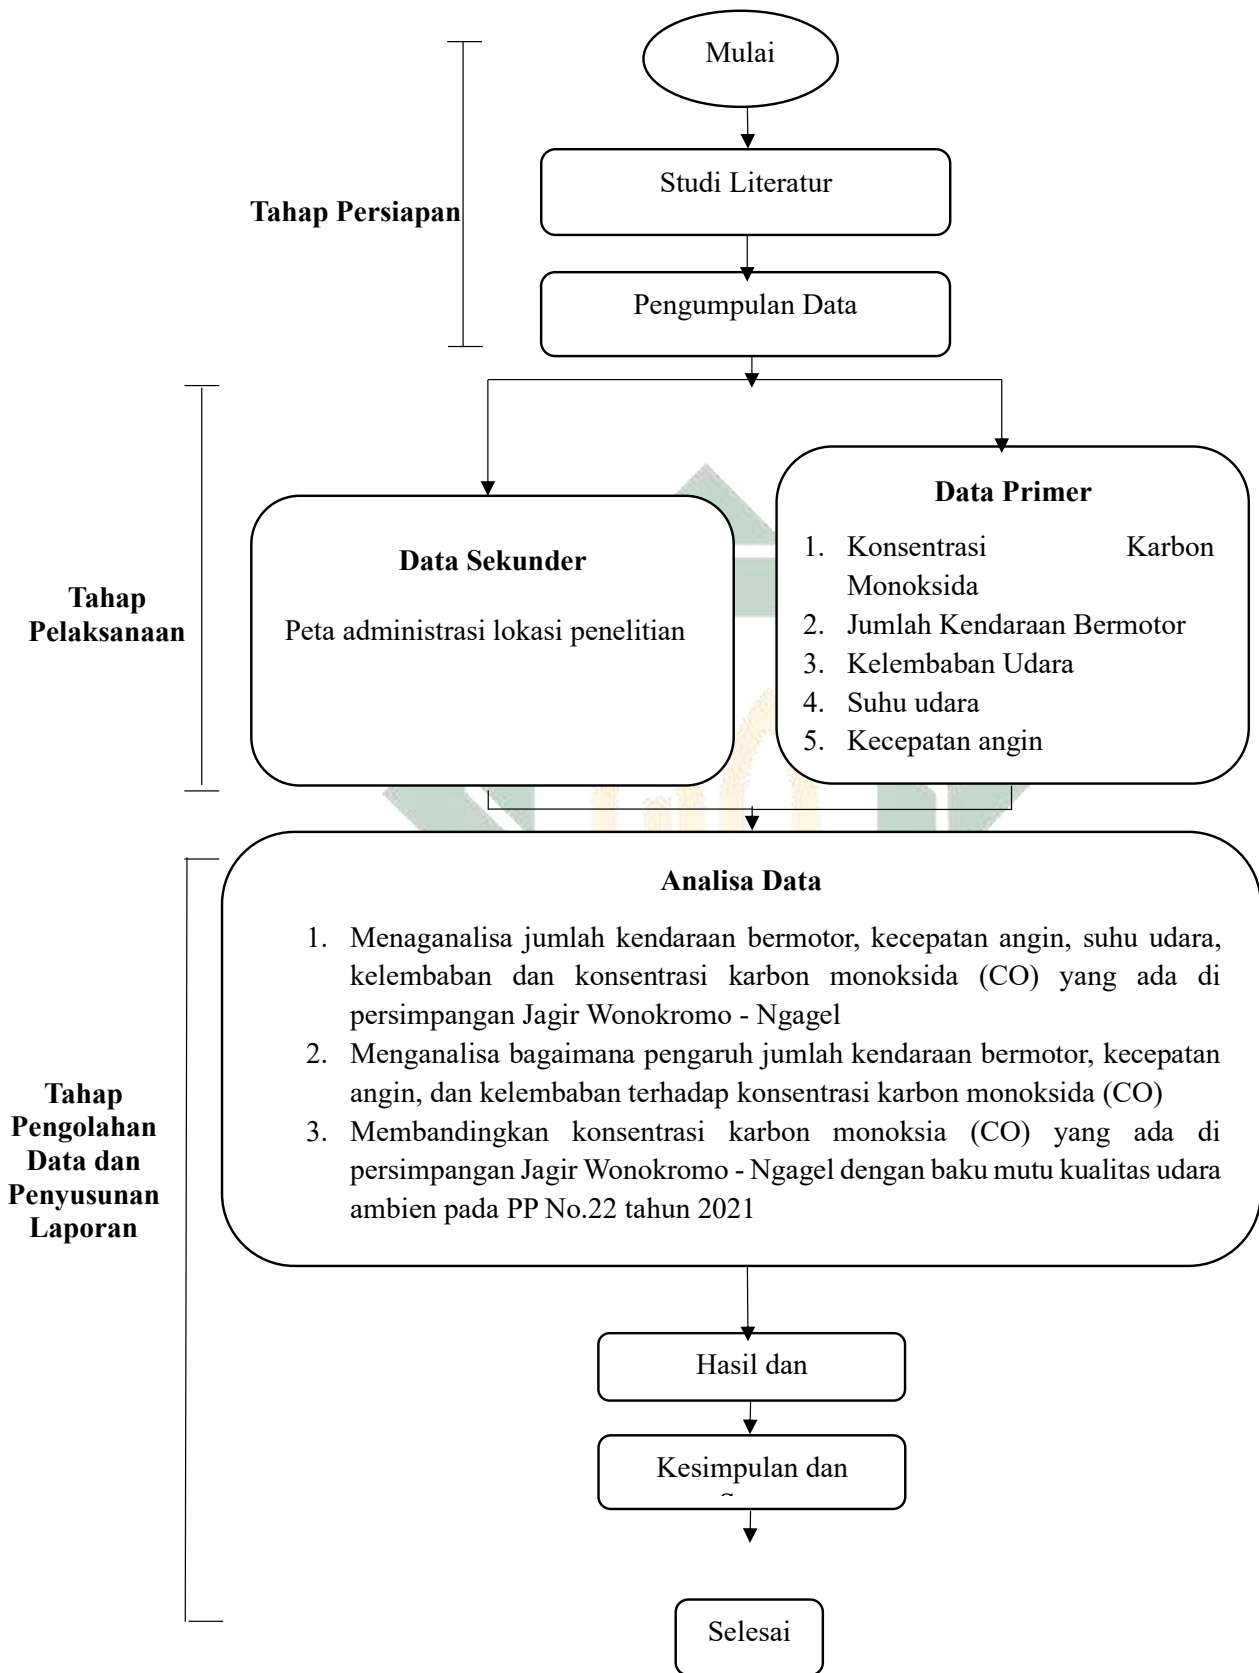 Mulai
Studi Literatur
Tahap Persiapan
Pengumpulan Data
Tahap
Pelaksanaan
Data Sekunder
Peta administrasi lokasi penelitian
Data Primer
1. Konsentrasi Karbon
Monoksida
2. Jumlah Kendaraan Bermotor
3. Kelembaban Udara
4. Suhu udara
5. Kecepatan angin
Tahap
Pengolahan
Data dan
Penyusunan
Laporan
Analisa Data
1. Menaganalisa jumlah kendaraan bermotor, kecepatan angin, suhu udara,
kelembaban dan konsentrasi karbon monoksida (CO) yang ada di
persimpangan Jagir Wonokromo - Ngagel
2. Menganalisa bagaimana pengaruh jumlah kendaraan bermotor, kecepatan
angin, dan kelembaban terhadap konsentrasi karbon monoksida (CO)
3. Membandingkan konsentrasi karbon monoksia (CO) yang ada di
persimpangan Jagir Wonokromo - Ngagel dengan baku mutu kualitas udara
ambien pada PP No.22 tahun 2021
Hasil dan
Kesimpulan dan
Selesai